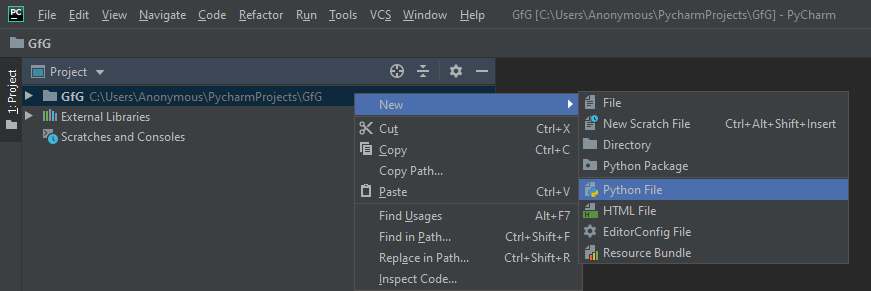 PC File Edit View Navigate Code Refactor Run Tools VCS Window Help GfG [C:\Users\Anonymous\PycharmProjects\GfG] - PyCharm
GfG
1: Project
Project
GfG C:\Users\Anonymous\PycharmProjects\GfG
External Libraries
Scratches and Consoles
New
Cut Ctrl+X
Copy Ctrl+C
Copy Path...
Paste Ctrl+V
Find Usages Alt+F7
Find in Path... Ctrl+Shift+F
Replace in Path... Ctrl+Shift+R
Inspect Code...
File
New Scratch File Ctrl+Alt+Shift+Insert
Directory
Python Package
Python File
HTML File
EditorConfig File
Resource Bundle